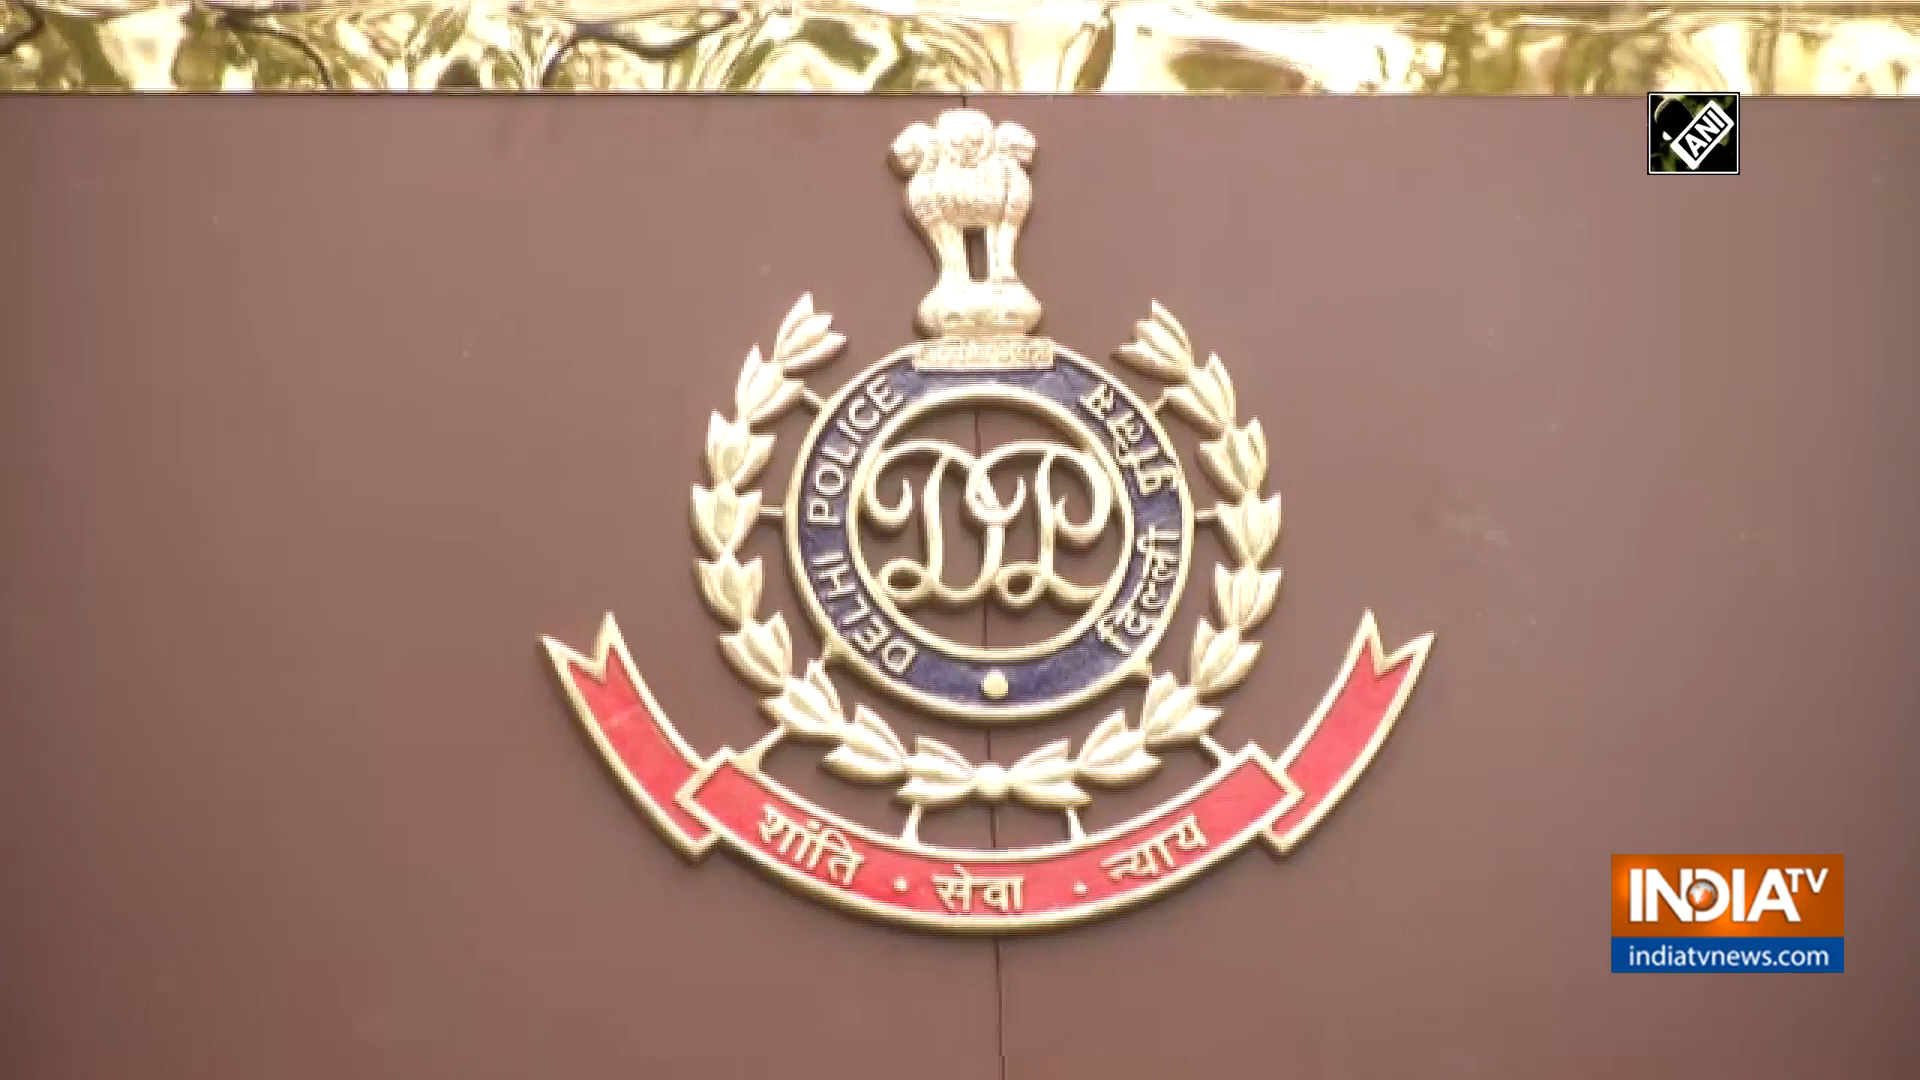 ANI
DELHI POLICE
दिल्ली पुलिस
DP
शांति • सेवा • न्याय
INDIA TV
indiatvnews.com